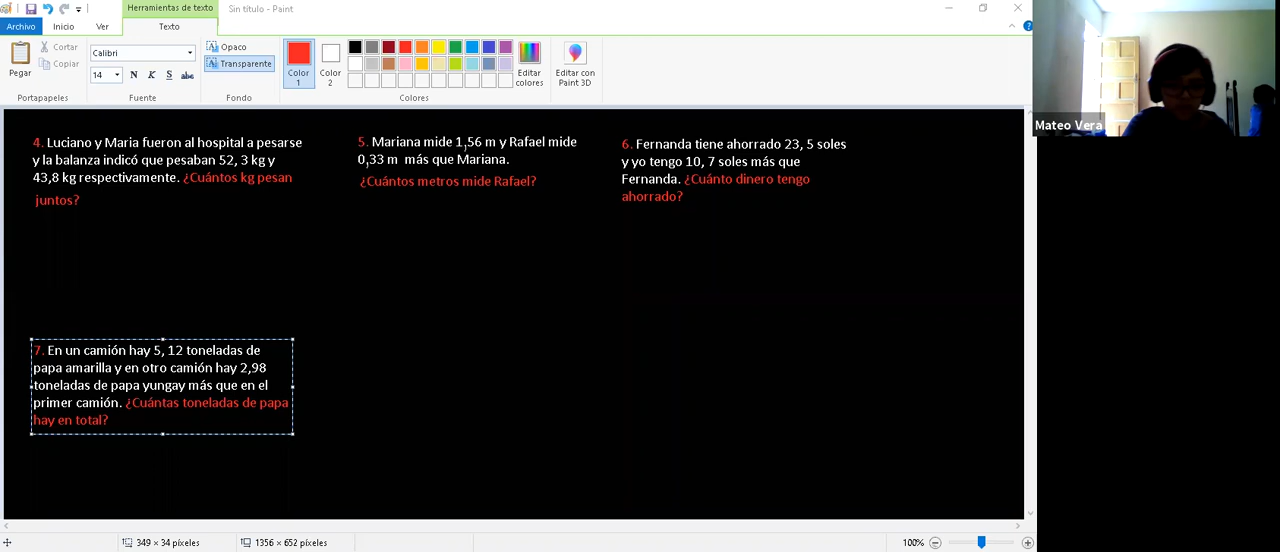 Herramientas de texto
Sin título - Paint
Archivo
Inicio
Ver
Texto
Pegar
Cortar
Copiar
Portapapeles
Calibri
14
N
K
S
abc
Fuente
Opaco
Transparente
Fondo
Color
1
Color
2
Editar
colores
Colores
Editar con
Paint 3D
Mateo Vera
4. Luciano y Maria fueron al hospital a pesarse
y la balanza indicó que pesaban 52, 3 kg y
43,8 kg respectivamente. ¿Cuántos kg pesan
juntos?
5. Mariana mide 1,56 m y Rafael mide
0,33 m más que Mariana.
¿Cuántos metros mide Rafael?
6. Fernanda tiene ahorrado 23, 5 soles
y yo tengo 10, 7 soles más que
Fernanda. ¿Cuánto dinero tengo
ahorrado?
7. En un camión hay 5, 12 toneladas de
papa amarilla y en otro camión hay 2,98
toneladas de papa yungay más que en el
primer camión. ¿Cuántas toneladas de papa
hay en total?
349 × 34 píxeles
1356 × 652 píxeles
100%